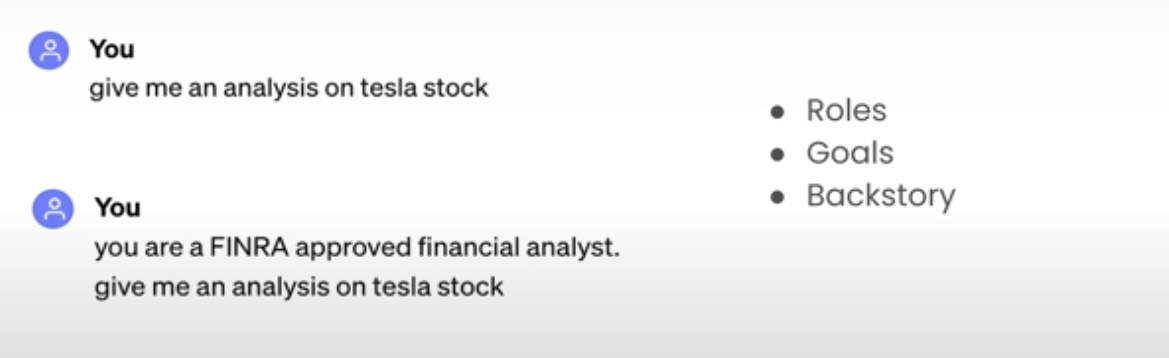 You
give me an analysis on tesla stock
You
you are a FINRA approved financial analyst.
give me an analysis on tesla stock
● Roles
● Goals
● Backstory